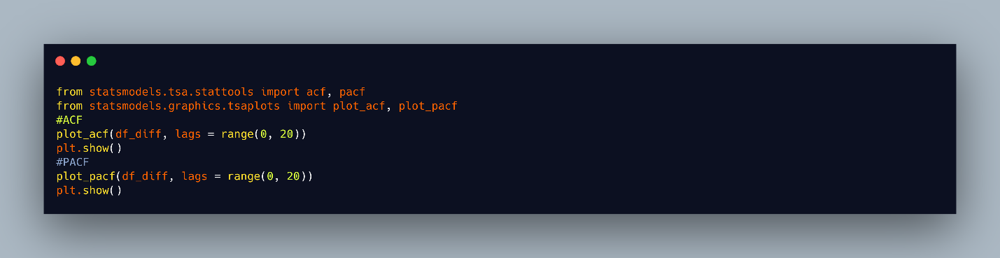 from statsmodels.tsa.stattools import acf, pacf
from statsmodels.graphics.tsaplots import plot_acf, plot_pacf
#ACF
plot_acf(df_diff, lags = range(0, 20))
plt.show()
#PACF
plot_pacf(df_diff, lags = range(0, 20))
plt.show()